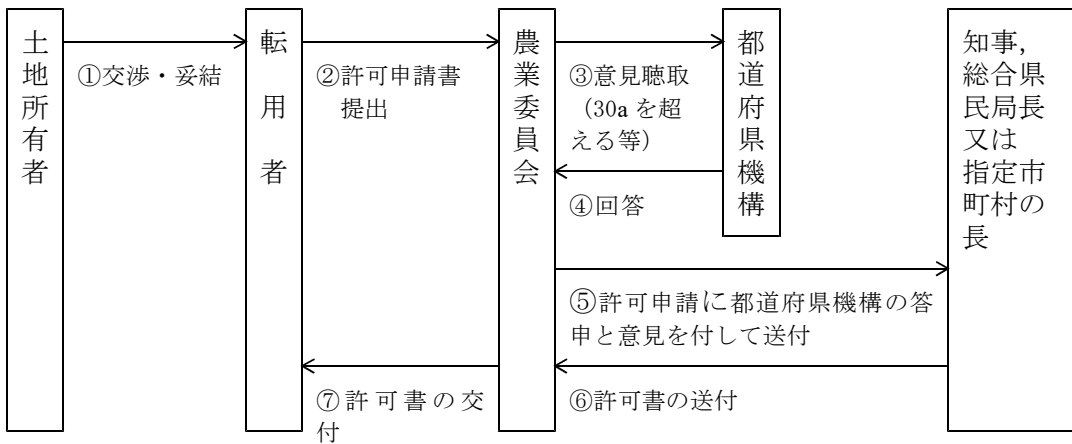 土地所有者
①交渉・妥結
転用者
②許可申請書
提出
農業委員会
③意見聴取
（30a を超
える等）
④回答
都道府県機構
知事，
総合県
民局長
又は
指定市
町村の
長
⑤許可申請に都道府県機構の答
申と意見を付して送付
⑥許可書の送付
⑦許可書の交
付